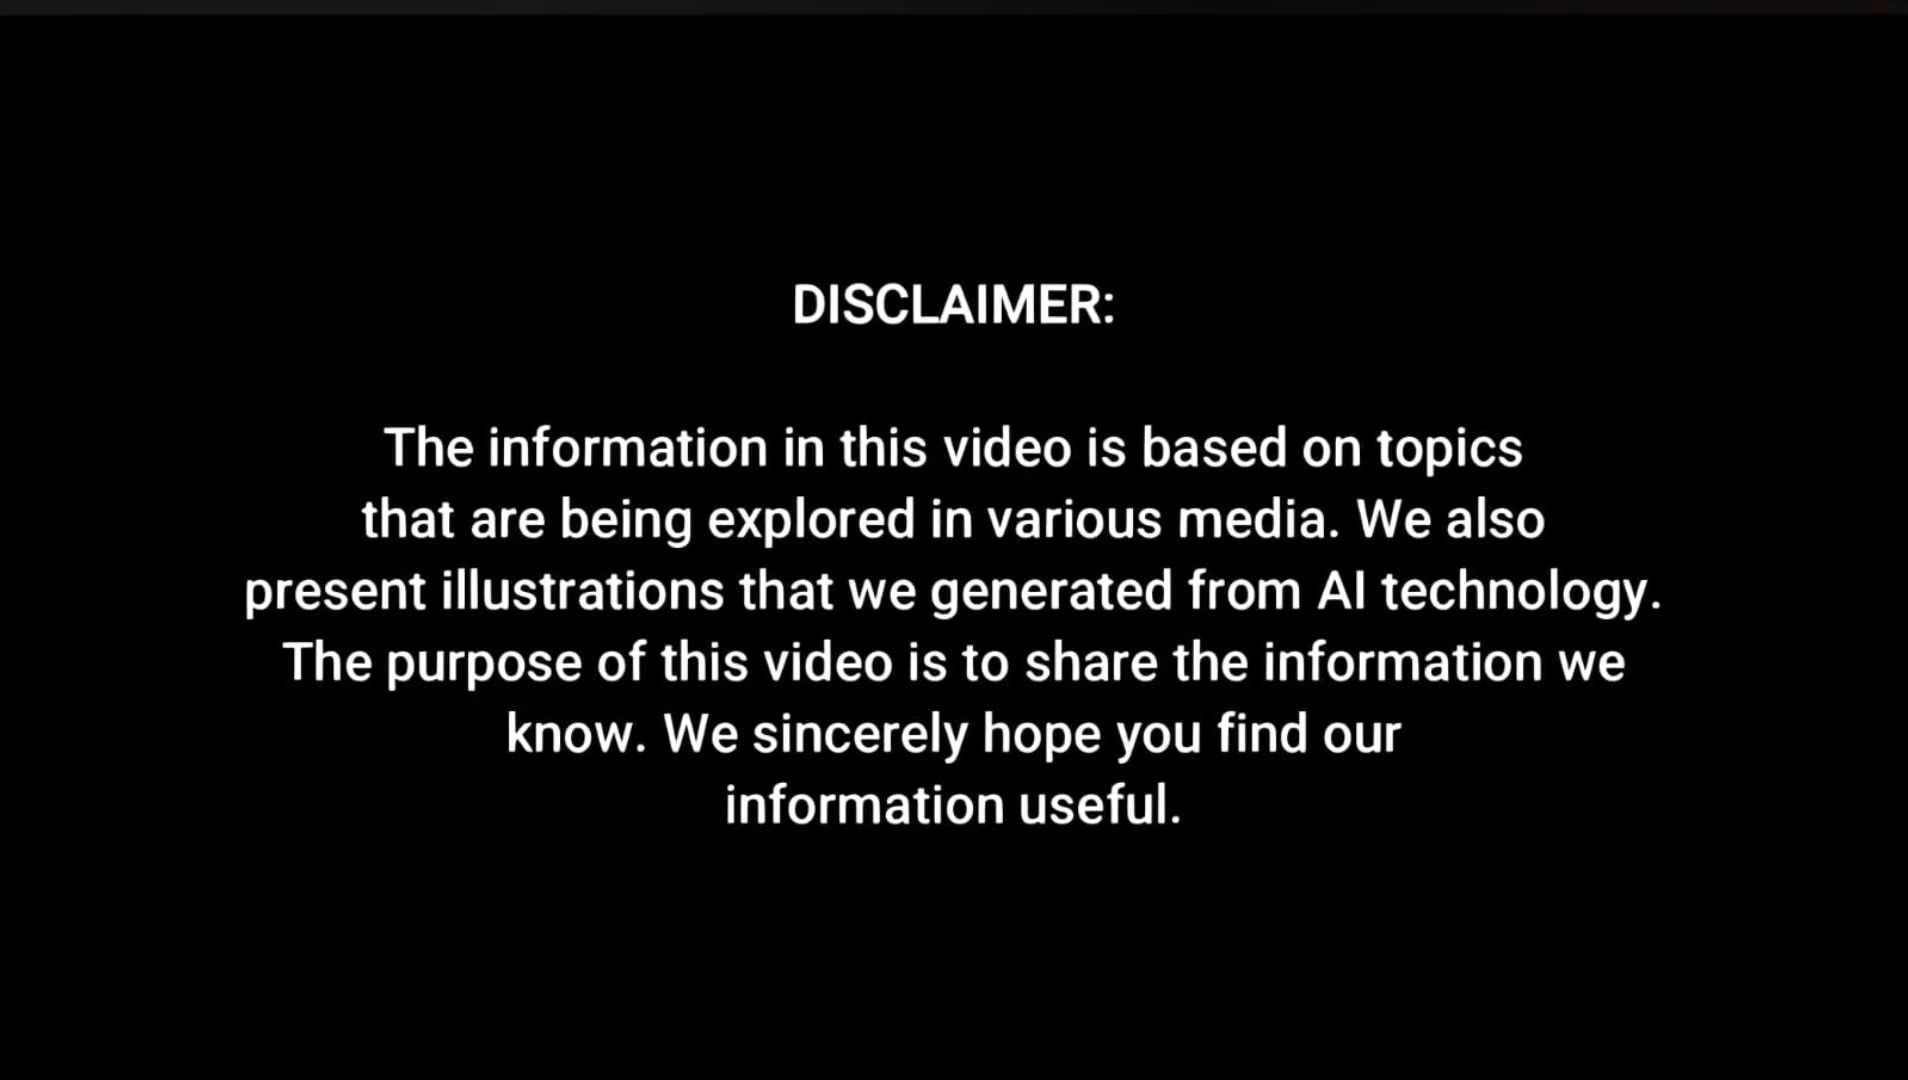 DISCLAIMER:
The information in this video is based on topics
that are being explored in various media. We also
present illustrations that we generated from AI technology.
The purpose of this video is to share the information we
know. We sincerely hope you find our
information useful.